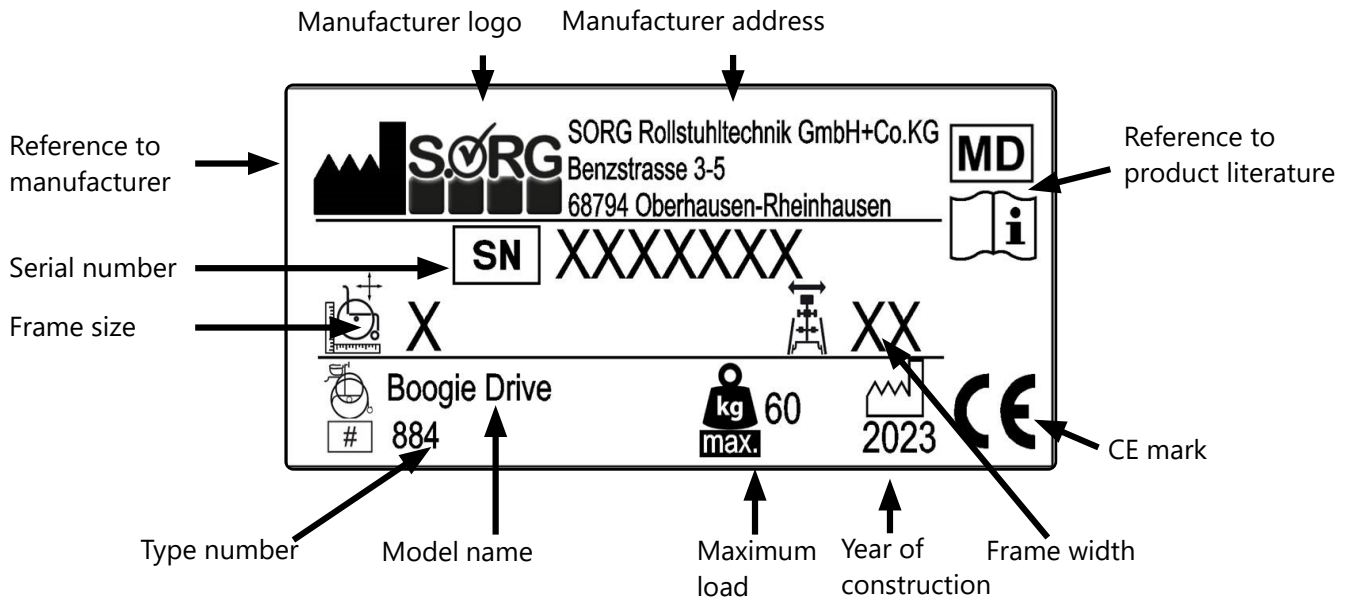 Manufacturer logo
Manufacturer address
Reference to
manufacturer
S.ORG
SORG Rollstuhltechnik GmbH+Co.KG
Benzstrasse 3-5
68794 Oberhausen-Rheinhausen
MD
i
Reference to
product literature
Serial number
SN XXXXXXX
Frame size
X
XX
Boogie Drive
# 884
kg 60
max.
2023
CE
CE mark
Type number
Model name
Maximum
load
Year of
construction
Frame width